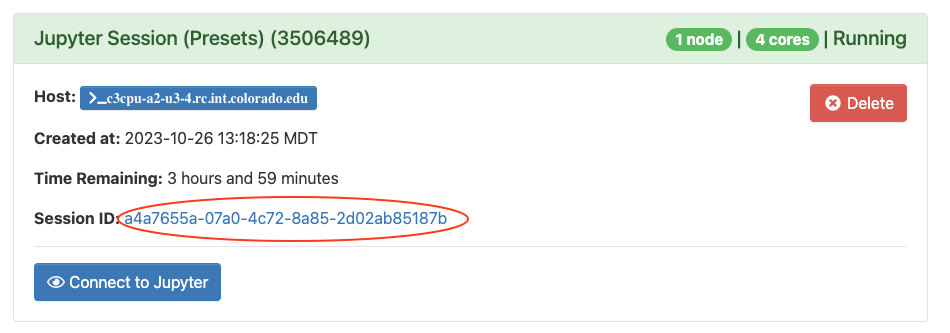 Jupyter Session (Presets) (3506489) 1 node | 4 cores | Running
Host: >_c3cpu-a2-u3-4.rc.int.colorado.edu Delete
Created at: 2023-10-26 13:18:25 MDT
Time Remaining: 3 hours and 59 minutes
Session ID: a4a7655a-07a0-4c72-8a85-2d02ab85187b
Connect to Jupyter